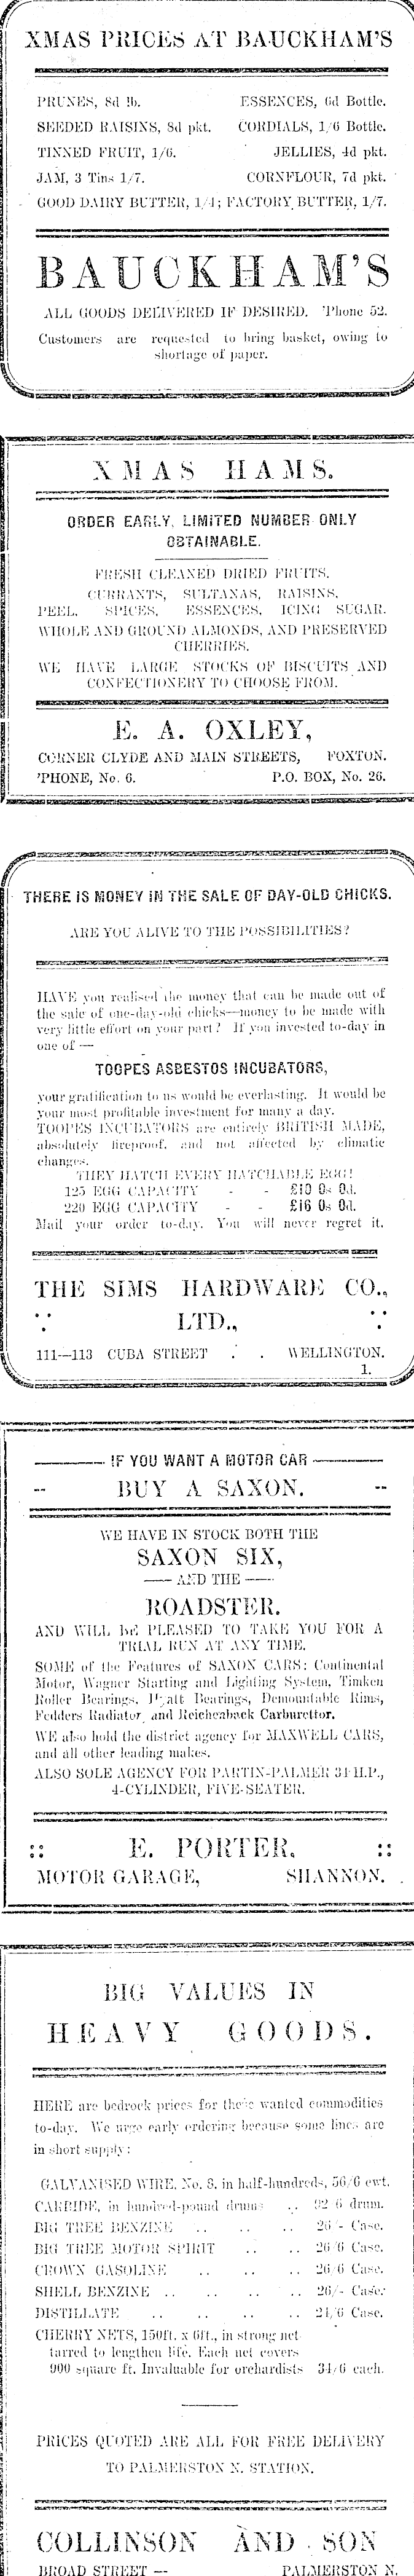 XMAS PRICES AT BAUCKHAM'S
PRUNES, 8d lb. ESSENCES, 6d Bottle.
SEEDED RAISINS, 8d pkt. CORDIALS, 1/6 Bottle.
TINNED FRUIT, 1/6. JELLIES, 4d pkt.
JAM, 3 Tins 1/7. CORNFLOUR, 7d pkt.
GOOD DAIRY BUTTER, 1/4; FACTORY BUTTER, 1/7.
BAUCKHAM'S
ALL GOODS DELIVERED IF DESIRED. 'Phone 52.
Customers are requested to bring basket, owing to
shortage of paper.
XMAS HAMS.
ORDER EARLY, LIMITED NUMBER ONLY
OBTAINABLE.
FRESH CLEANED DRIED FRUITS.
CURRANTS, SULTANAS, RAISINS.
PEEL, SPICES, ESSENCES, ICING SUGAR.
WHOLE AND GROUND ALMONDS, AND PRESERVED
CHERRIES.
WE HAVE LARGE STOCKS OF BISCUITS AND
CONFECTIONERY TO CHOOSE FROM.
E. A. OXLEY,
CORNER CLYDE AND MAIN STREETS, FOXTON.
'PHONE, No. 6. P.O. BOX, No. 26.
THERE IS MONEY IN THE SALE OF DAY-OLD CHICKS.
ARE YOU ALIVE TO THE POSSIBILITIES?
HAVE you realised the money that can be made out of
the sale of one-day-old chicks—money to be made with
very little effort on your part? If you invested to-day in
one of —
TOOPES ASBESTOS INCUBATORS,
your gratification to us would be everlasting. It would be
your most profitable investment for many a day.
TOOPES INCUBATORS are entirely BRITISH MADE,
absolutely fireproof, and not affected by climatic
changes.
THEY HATCH EVERY HATCHABLE EGG!
125 EGG CAPACITY - - £10 0s 0d.
220 EGG CAPACITY - - £16 0s 0d.
Mail your order to-day. You will never regret it.
THE SIMS HARDWARE CO.,
LTD.,
111—113 CUBA STREET . . WELLINGTON.
1.
IF YOU WANT A MOTOR CAR
-- BUY A SAXON. --
WE HAVE IN STOCK BOTH THE
SAXON SIX,
—— AND THE ——
ROADSTER.
AND WILL BE PLEASED TO TAKE YOU FOR A
TRIAL RUN AT ANY TIME.
SOME of the Features of SAXON CARS: Continental
Motor, Wagner Starting and Lighting System, Timken
Roller Bearings, Hyatt Bearings, Demountable Rims,
Fedders Radiator and Reichenback Carburettor.
WE also hold the district agency for MAXWELL CARS,
and all other leading makes.
ALSO SOLE AGENCY FOR PARTIN-PALMER 34 H.P.,
4-CYLINDER, FIVE-SEATER.
:: E. PORTER, ::
MOTOR GARAGE, SHANNON.
BIG VALUES IN
HEAVY GOODS.
HERE are bedrock prices for these wanted commodities
to-day. We urge early ordering because some lines are
in short supply:
GALVANISED WIRE, No. 8, in half-hundreds, 56/6 cwt.
CARBIDE, in hundred-pound drums .. 92/6 drum.
BIG TREE BENZINE .. .. .. 26/- Case.
BIG TREE MOTOR SPIRIT .. .. 26/6 Case.
CROWN GASOLINE .. .. .. 26/6 Case.
SHELL BENZINE .. .. .. .. 26/- Case.
DISTILLATE .. .. .. .. 21/6 Case.
CHERRY NETS, 150ft. x 6ft., in strong net
tarred to lengthen life. Each net covers
900 square ft. Invaluable for orchardists 34/6 each.
PRICES QUOTED ARE ALL FOR FREE DELIVERY
TO PALMERSTON N. STATION.
COLLINSON AND SON
BROAD STREET — PALMERSTON N.